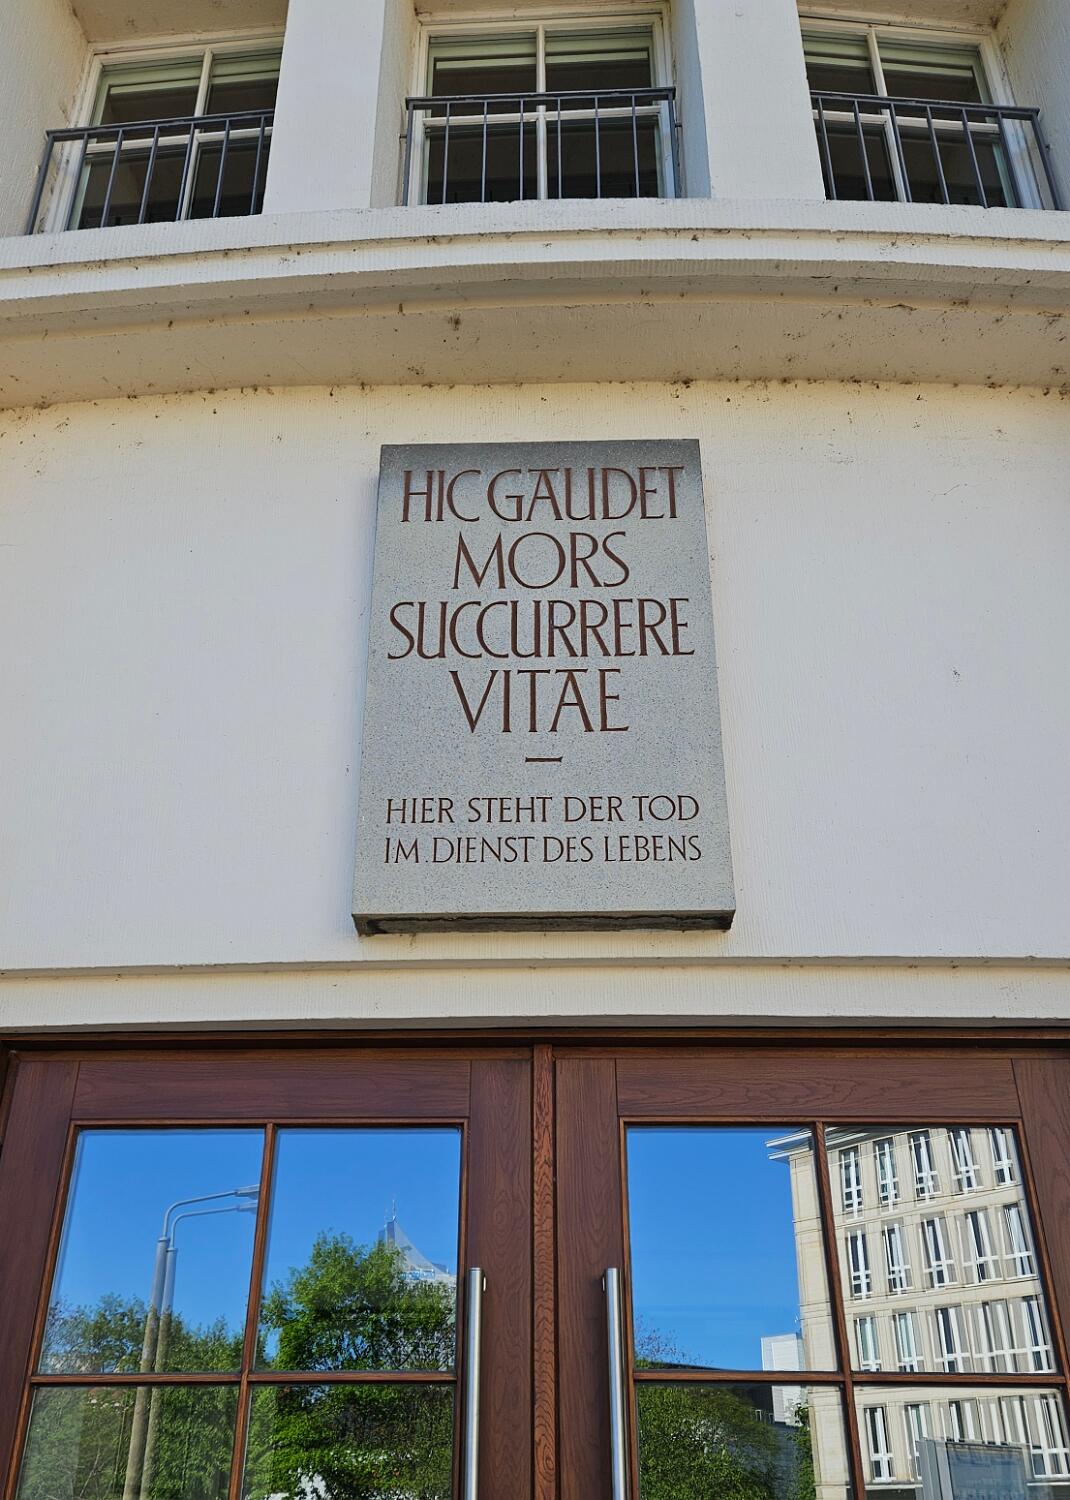 HIC GAUDET
MORS
SUCCURRERE
VITAE
—
HIER STEHT DER TOD
IM DIENST DES LEBENS